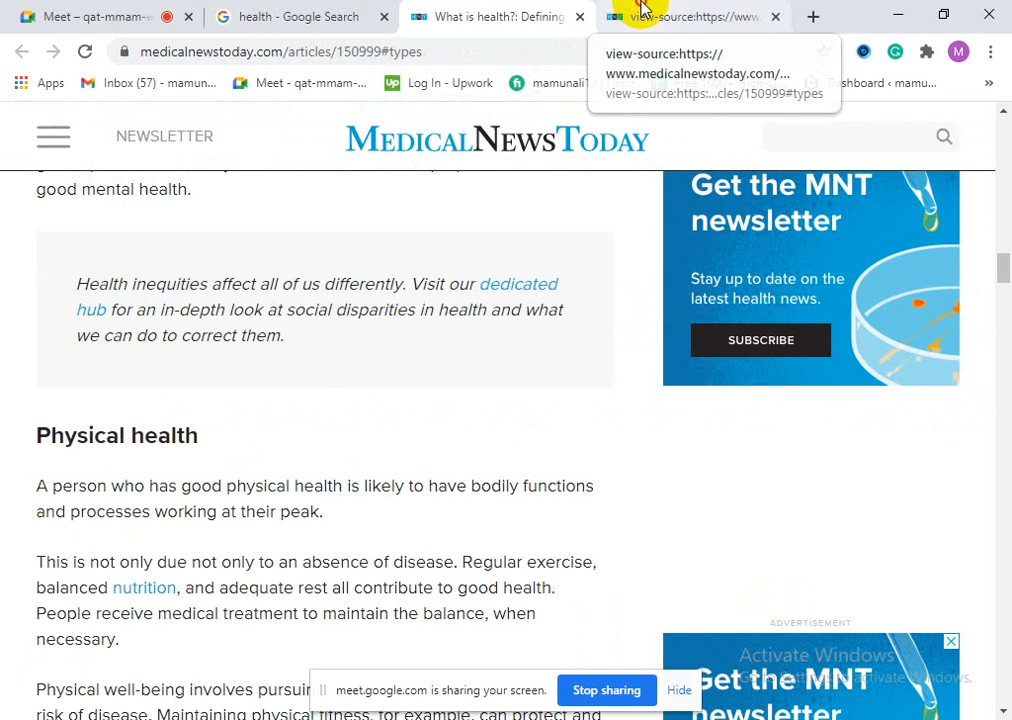 Meet – qat-mmam-v
health - Google Search
What is health?: Defining
view-source:https://www
medicalnewstoday.com/articles/150999#types
M
view-source:https://
www.medicalnewstoday.com/...
view-source:https:...cles/150999#types
Apps
Inbox (57) - mamun...
Meet - qat-mmam-w...
Up
Log In - Upwork
fi
mamunali13
Dashboard ‹ mamu...
»
NEWSLETTER
MEDICALNEWSTODAY
good mental health.
Health inequities affect all of us differently. Visit our dedicated
hub for an in-depth look at social disparities in health and what
we can do to correct them.
Get the MNT
newsletter
Stay up to date on the
latest health news.
SUBSCRIBE
Physical health
A person who has good physical health is likely to have bodily functions
and processes working at their peak.
This is not only due not only to an absence of disease. Regular exercise,
balanced nutrition, and adequate rest all contribute to good health.
People receive medical treatment to maintain the balance, when
necessary.
ADVERTISEMENT
Get the MNT
newsletter
Activate Windows
Physical well-being involves pursuin
risk of disease. Maintaining physical fitness, for example, can protect and
meet.google.com is sharing your screen.
Stop sharing
Hide